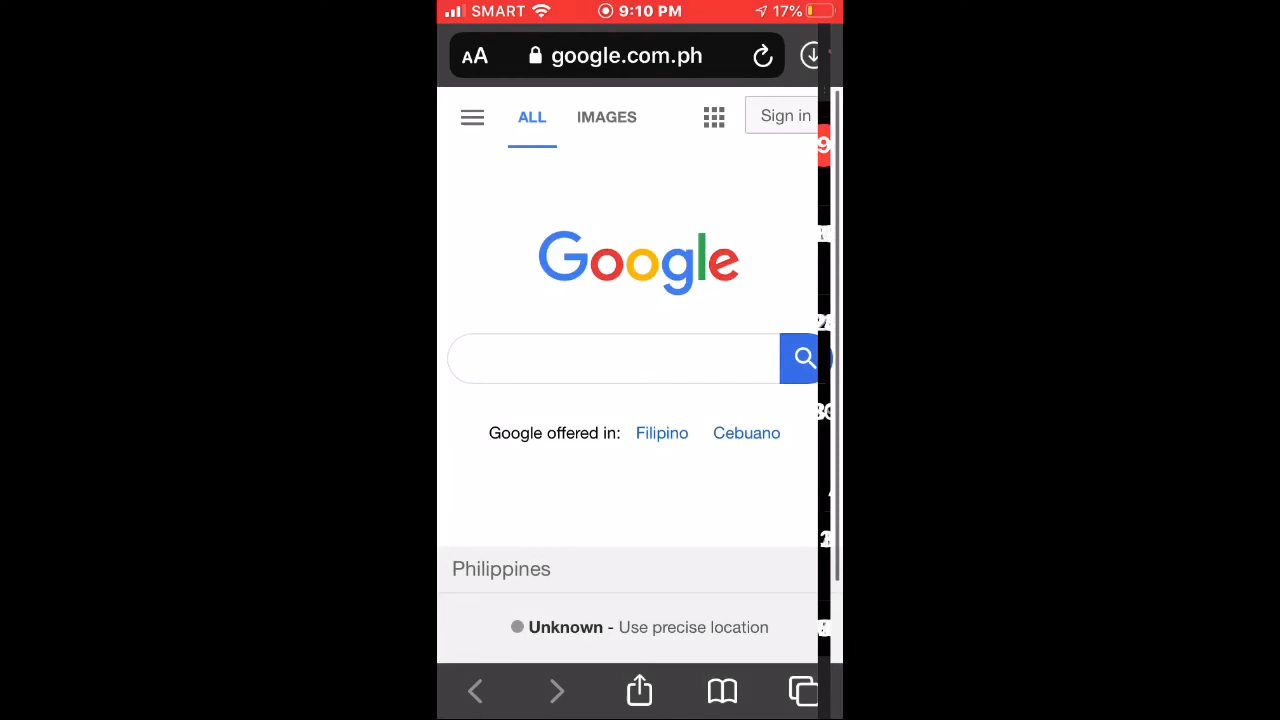 SMART 9:10 PM 17%
AA google.com.ph
ALL IMAGES Sign in
Google
Google offered in: Filipino Cebuano
Philippines
Unknown - Use precise location